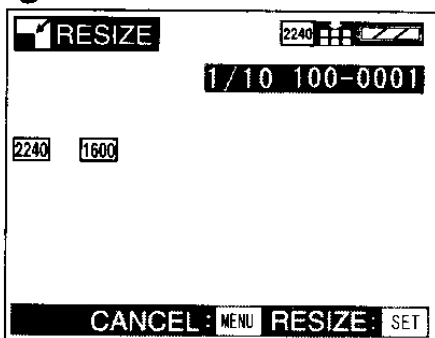 RESIZE 2240
1/10 100-0001
2240 1600
CANCEL: MENU RESIZE: SET